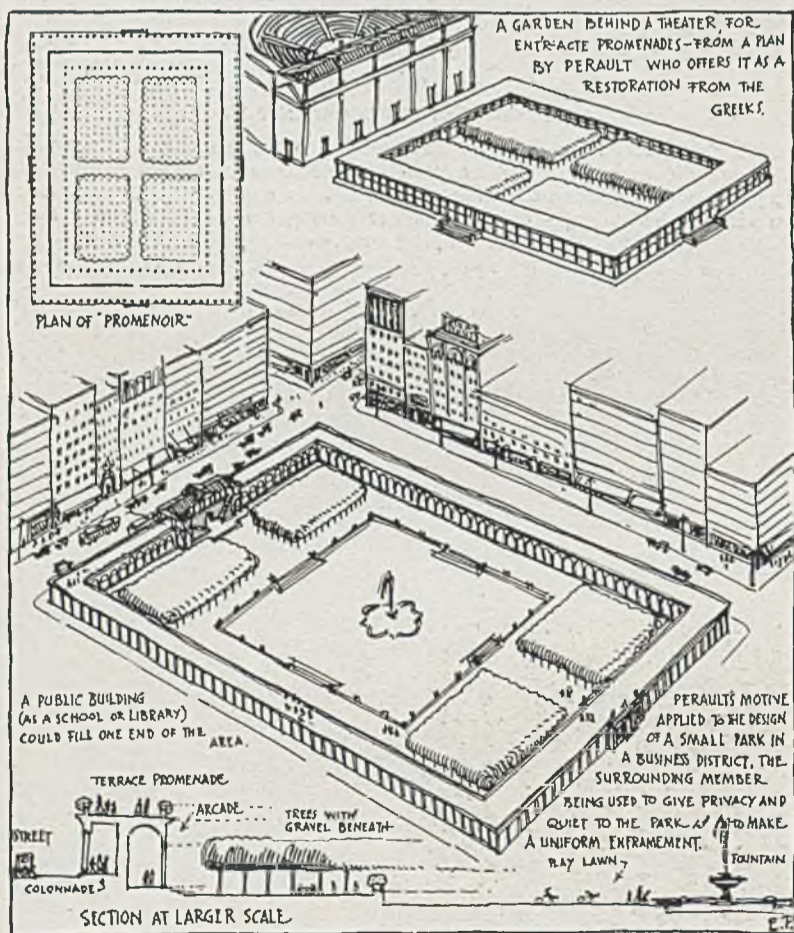 A GARDEN BEHIND A THEATER, FOR
ENTR'ACTE PROMENADES—FROM A PLAN
BY PERAULT WHO OFFERS IT AS A
RESTORATION FROM THE
GREEKS.
PLAN OF "PROMENOIR"
A PUBLIC BUILDING
(AS A SCHOOL OR LIBRARY)
COULD FILL ONE END OF THE
AREA.
PERAULT'S MOTIVE
APPLIED TO THE DESIGN
OF A SMALL PARK IN
A BUSINESS DISTRICT, THE
SURROUNDING MEMBER
BEING USED TO GIVE PRIVACY AND
QUIET TO THE PARK AND TO MAKE
A UNIFORM ENFRAMEMENT.
TERRACE PROMENADE
ARCADE
TREES WITH
GRAVEL BENEATH
STREET
COLONNADES
PLAY LAWN
FOUNTAIN
SECTION AT LARGER SCALE
E.P.